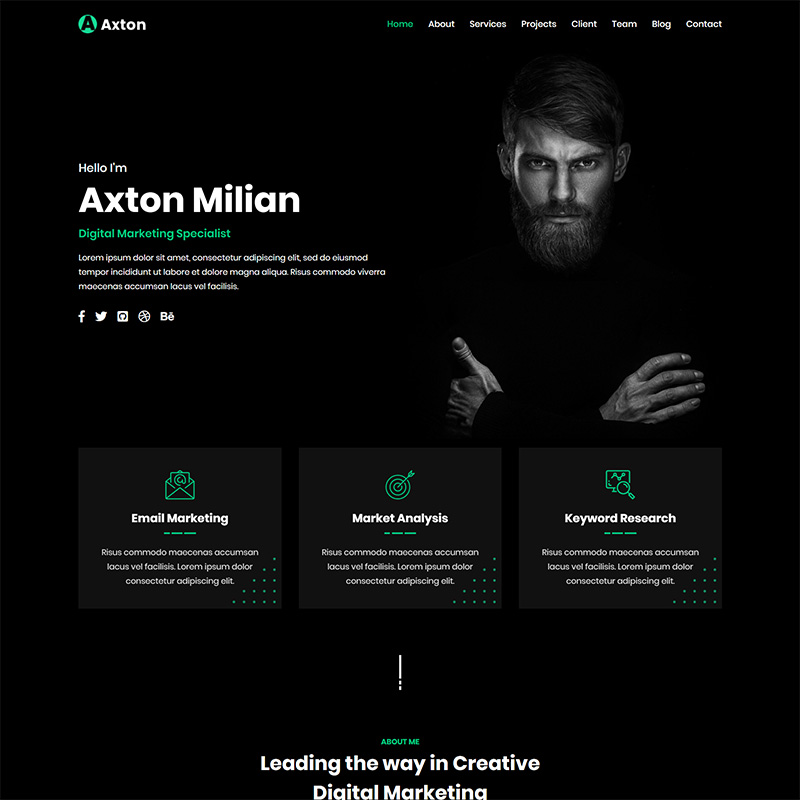 Axton
Home About Services Projects Client Team Blog Contact
Hello I'm
Axton Milian
Digital Marketing Specialist
Lorem ipsum dolor sit amet, consectetur adipiscing elit, sed do eiusmod
tempor incididunt ut labore et dolore magna aliqua. Risus commodo viverra
maecenas accumsan lacus vel facilisis.
Email Marketing
Risus commodo maecenas accumsan
lacus vel facilisis. Lorem ipsum dolor
consectetur adipiscing elit.
Market Analysis
Risus commodo maecenas accumsan
lacus vel facilisis. Lorem ipsum dolor
consectetur adipiscing elit.
Keyword Research
Risus commodo maecenas accumsan
lacus vel facilisis. Lorem ipsum dolor
consectetur adipiscing elit.
ABOUT ME
Leading the way in Creative
Digital Marketing